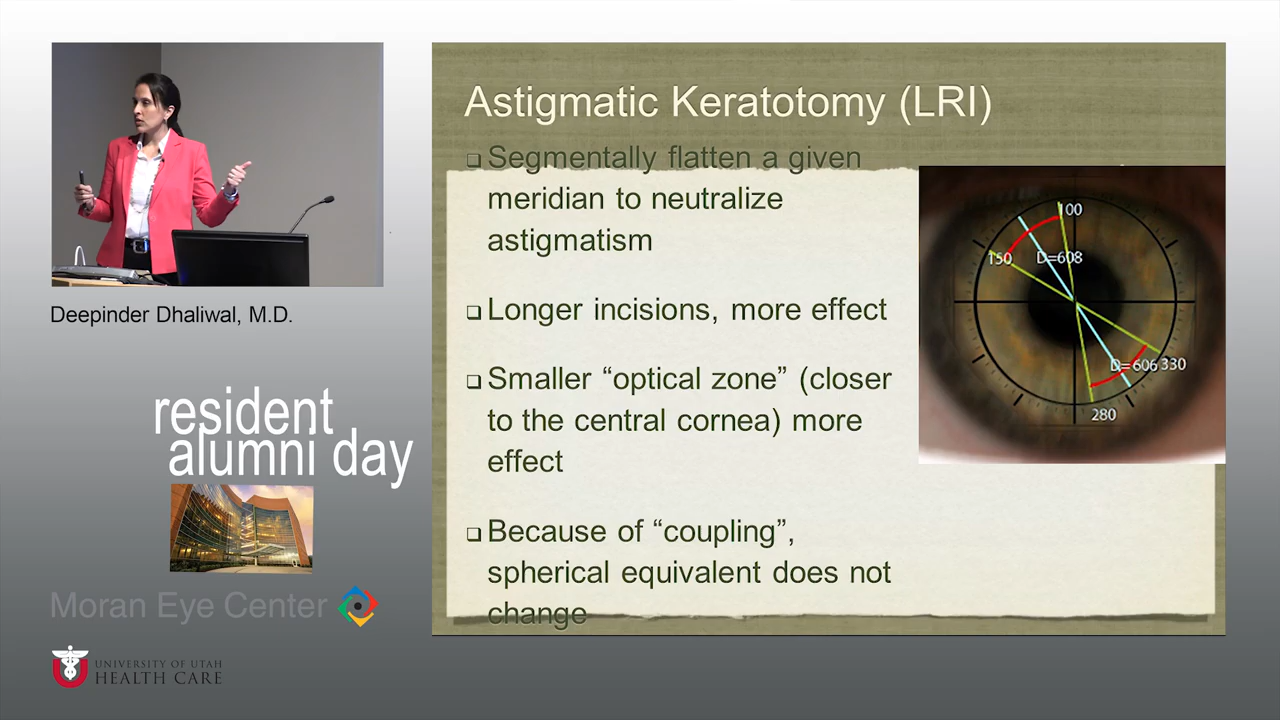 Astigmatic Keratotomy (LRI)
Segmentally flatten a given
meridian to neutralize
astigmatism
Longer incisions, more effect
Smaller “optical zone” (closer
to the central cornea) more
effect
Because of “coupling”,
spherical equivalent does not
change
100
150
D=608
D=606 330
280
Deepinder Dhaliwal, M.D.
resident
alumni day
Moran Eye Center
UNIVERSITY OF UTAH
HEALTH CARE